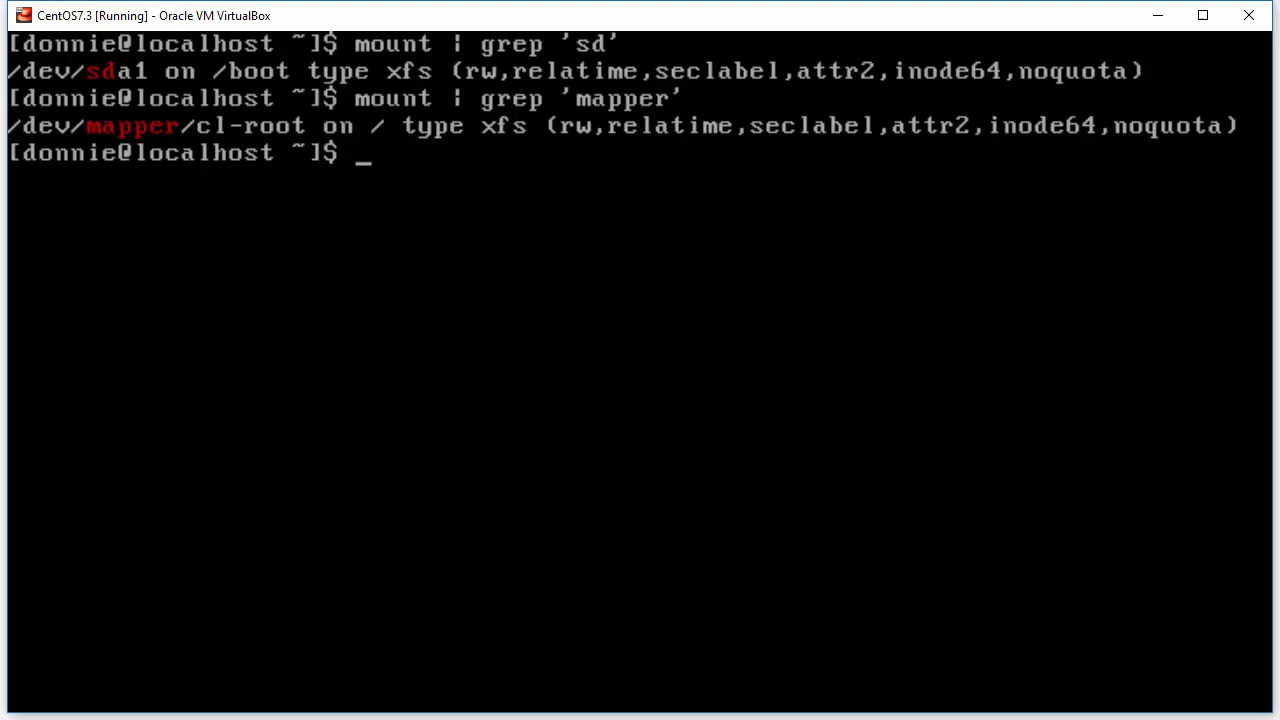 CentOS7.3 [Running] - Oracle VM VirtualBox
[donnie@localhost ~]$ mount | grep 'sd'
/dev/sda1 on /boot type xfs (rw,relatime,seclabel,attr2,inode64,noquota)
[donnie@localhost ~]$ mount | grep 'mapper'
/dev/mapper/cl-root on / type xfs (rw,relatime,seclabel,attr2,inode64,noquota)
[donnie@localhost ~]$ _